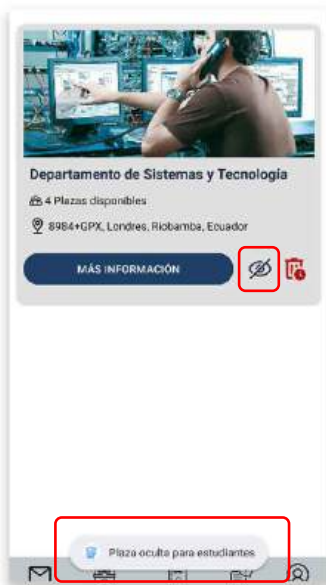 Departamento de Sistemas y Tecnología
4 Plazas disponibles
8984+GPX, Londres, Riobamba, Ecuador
MÁS INFORMACIÓN
Plaza oculta para estudiantes